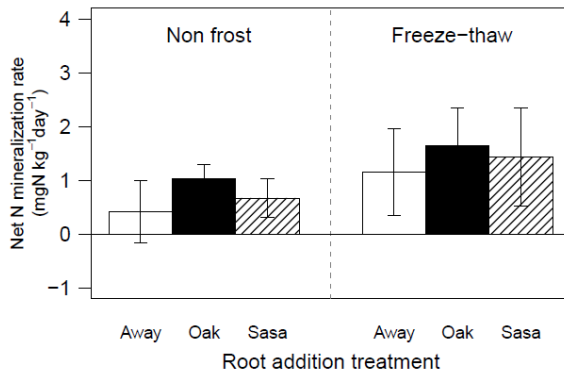 Net N mineralization rate
(mgN kg⁻¹day⁻¹)
4
3
2
1
0
−1
Non frost
Freeze−thaw
Away Oak Sasa Away Oak Sasa
Root addition treatment